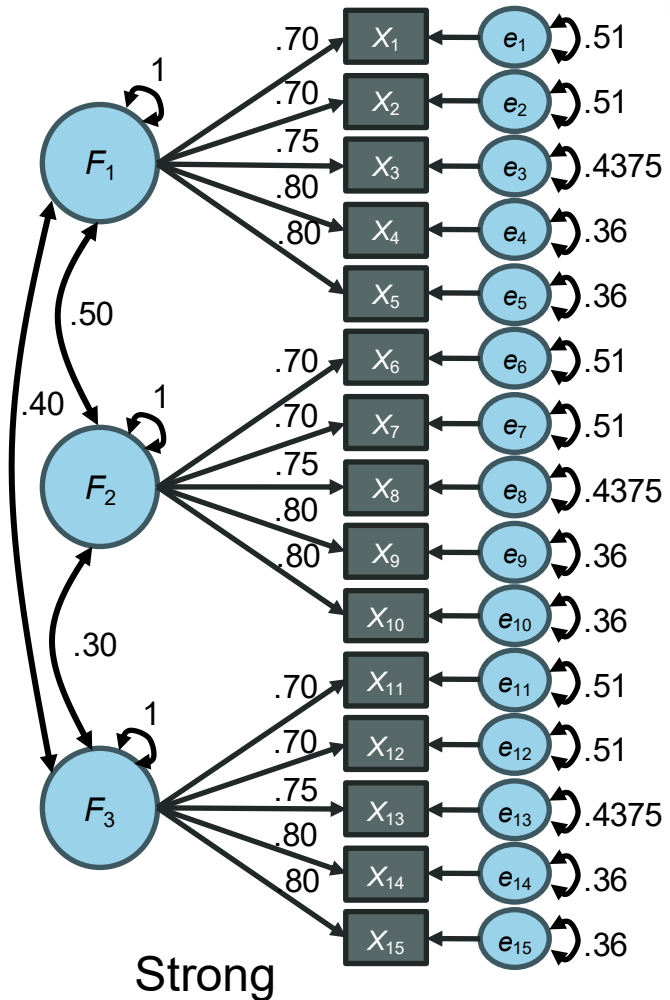 .70 X1 e1 .51
1
.70 X2 e2 .51
.75
F1 X3 e3 .4375
.80
X4 e4 .36
.80
X5 e5 .36
.50
.70 X6 e6 .51
.40 1
.70 X7 e7 .51
.75
F2 X8 e8 .4375
.80
X9 e9 .36
.80
X10 e10 .36
.30
.70 X11 e11 .51
1
.70 X12 e12 .51
.75
F3 X13 e13 .4375
.80
X14 e14 .36
80
X15 e15 .36
Strong